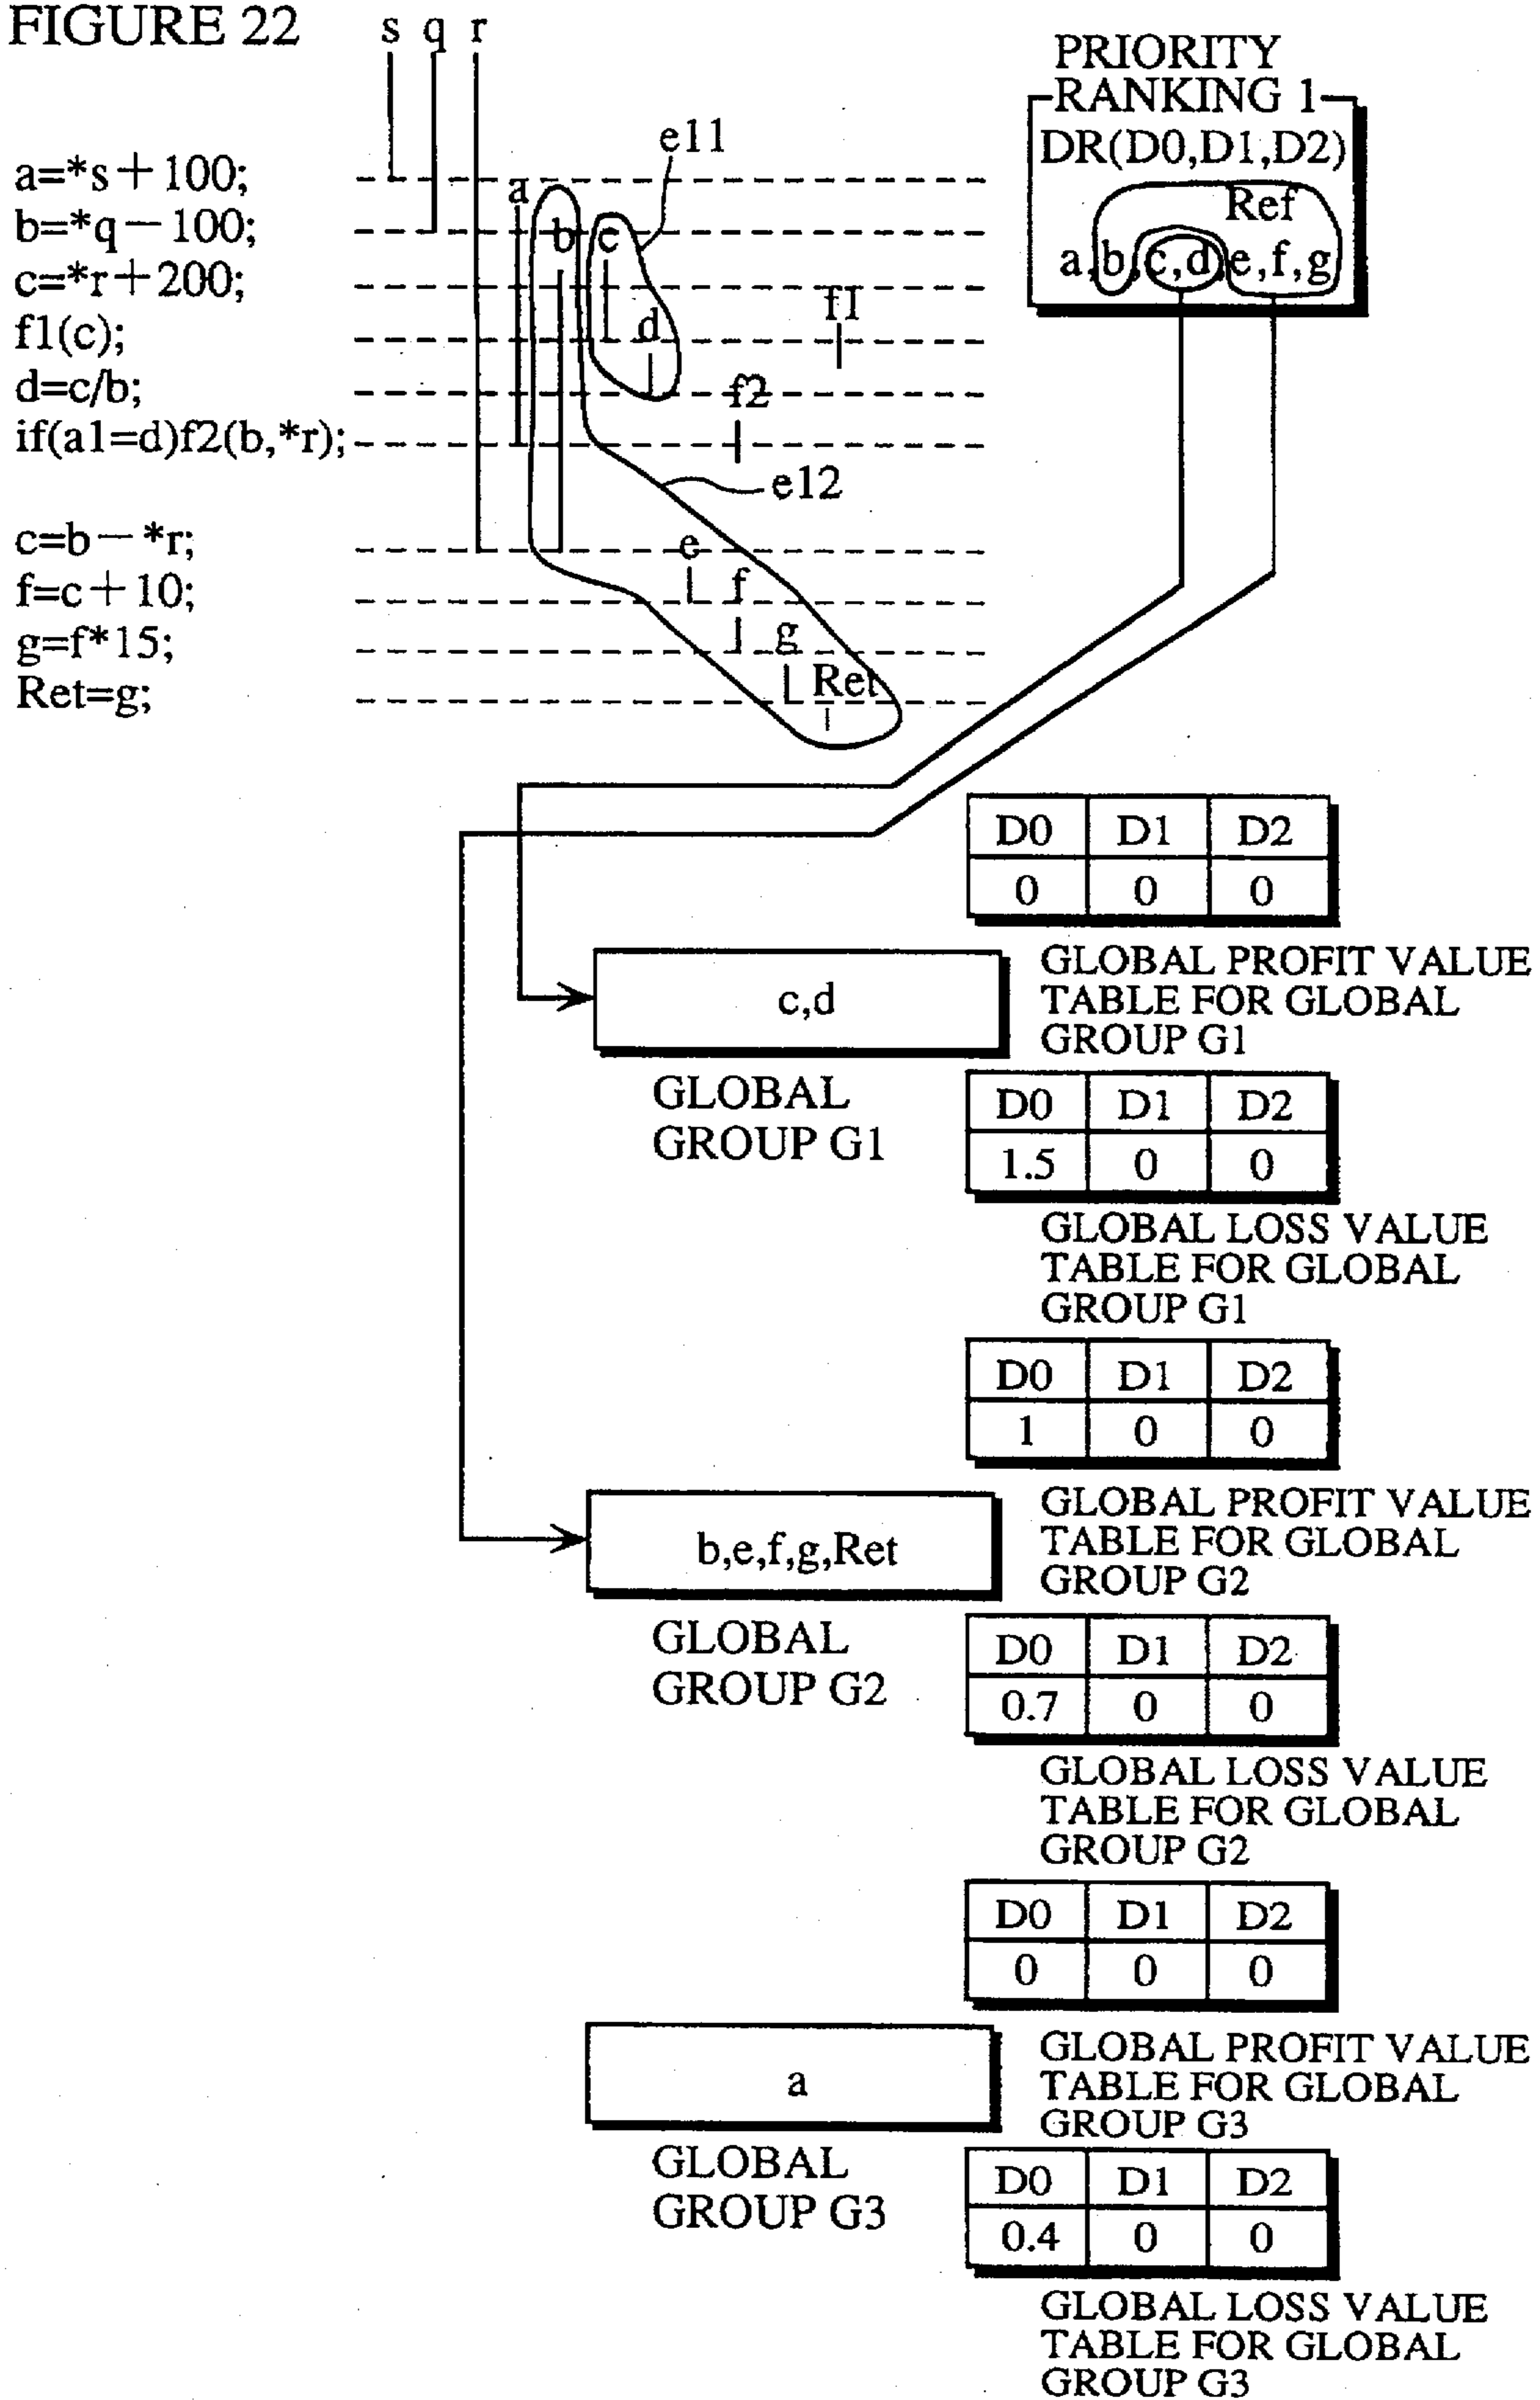 FIGURE 22
s q r
a=*s+100;
b=*q-100;
c=*r+200;
f1(c);
d=c/b;
if(a1=d)f2(b,*r);
c=b-*r;
f=c+10;
g=f*15;
Ret=g;
a
b
c
d
e11
f1
f2
e12
e
f
g
Ret
PRIORITY
RANKING 1
DR(D0,D1,D2)
Ref
a,b,c,d,e,f,g
D0 D1 D2
0 0 0
GLOBAL PROFIT VALUE
TABLE FOR GLOBAL
GROUP G1
c,d
GLOBAL
GROUP G1
D0 D1 D2
1.5 0 0
GLOBAL LOSS VALUE
TABLE FOR GLOBAL
GROUP G1
D0 D1 D2
1 0 0
GLOBAL PROFIT VALUE
TABLE FOR GLOBAL
GROUP G2
b,e,f,g,Ret
GLOBAL
GROUP G2
D0 D1 D2
0.7 0 0
GLOBAL LOSS VALUE
TABLE FOR GLOBAL
GROUP G2
D0 D1 D2
0 0 0
GLOBAL PROFIT VALUE
TABLE FOR GLOBAL
GROUP G3
a
GLOBAL
GROUP G3
D0 D1 D2
0.4 0 0
GLOBAL LOSS VALUE
TABLE FOR GLOBAL
GROUP G3